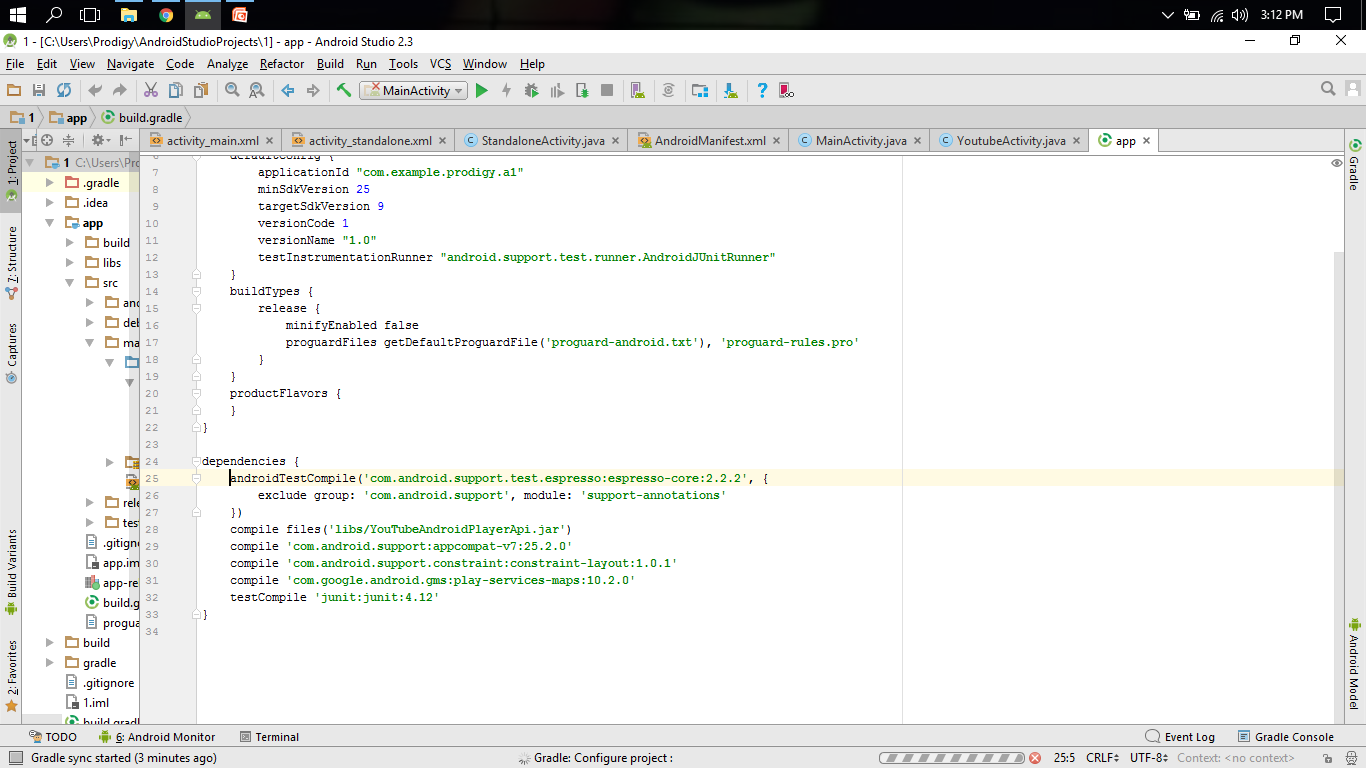 3:12 PM
1 - [C:\Users\Prodigy\AndroidStudioProjects\1] - app - Android Studio 2.3
File Edit View Navigate Code Analyze Refactor Build Run Tools VCS Window Help
MainActivity
1 app build.gradle
activity_main.xml activity_standalone.xml StandaloneActivity.java AndroidManifest.xml MainActivity.java YoutubeActivity.java app
1: Project
7: Structure
Captures
Build Variants
2: Favorites
1 C:\Users\Pro
.gradle
.idea
app
build
libs
src
and
deb
ma
rele
test
.gitigno
app.im
app-re
build.g
progua
build
gradle
.gitignore
1.iml
build.gradl
6 defaultConfig {
7 applicationId "com.example.prodigy.a1"
8 minSdkVersion 25
9 targetSdkVersion 9
10 versionCode 1
11 versionName "1.0"
12 testInstrumentationRunner "android.support.test.runner.AndroidJUnitRunner"
13 }
14 buildTypes {
15 release {
16 minifyEnabled false
17 proguardFiles getDefaultProguardFile('proguard-android.txt'), 'proguard-rules.pro'
18 }
19 }
20 productFlavors {
21 }
22 }
23
24 dependencies {
25 androidTestCompile('com.android.support.test.espresso:espresso-core:2.2.2', {
26 exclude group: 'com.android.support', module: 'support-annotations'
27 })
28 compile files('libs/YouTubeAndroidPlayerApi.jar')
29 compile 'com.android.support:appcompat-v7:25.2.0'
30 compile 'com.android.support.constraint:constraint-layout:1.0.1'
31 compile 'com.google.android.gms:play-services-maps:10.2.0'
32 testCompile 'junit:junit:4.12'
33 }
34
Gradle
Android Model
TODO 6: Android Monitor Terminal Event Log Gradle Console
Gradle sync started (3 minutes ago) Gradle: Configure project : 25:5 CRLF UTF-8 Context: <no context>